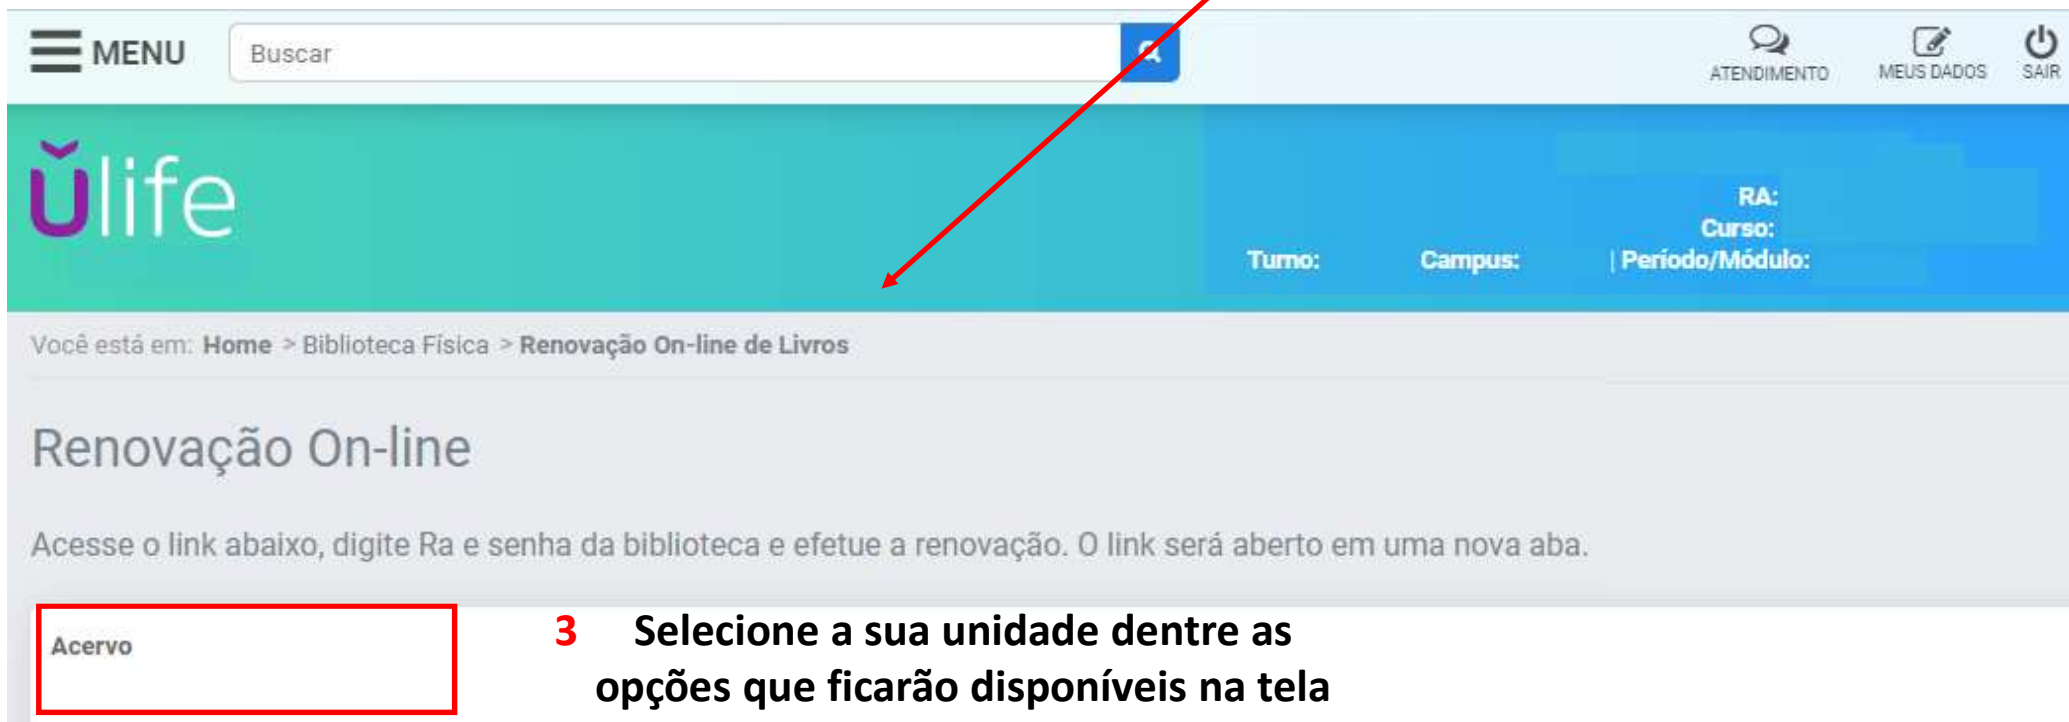 MENU
Buscar
ATENDIMENTO
MEUS DADOS
SAIR
ŭlife
RA:
Curso:
Turno: Campus: | Período/Módulo:
Você está em: Home > Biblioteca Física > Renovação On-line de Livros
Renovação On-line
Acesse o link abaixo, digite Ra e senha da biblioteca e efetue a renovação. O link será aberto em uma nova aba.
Acervo
3 Selecione a sua unidade dentre as
opções que ficarão disponíveis na tela